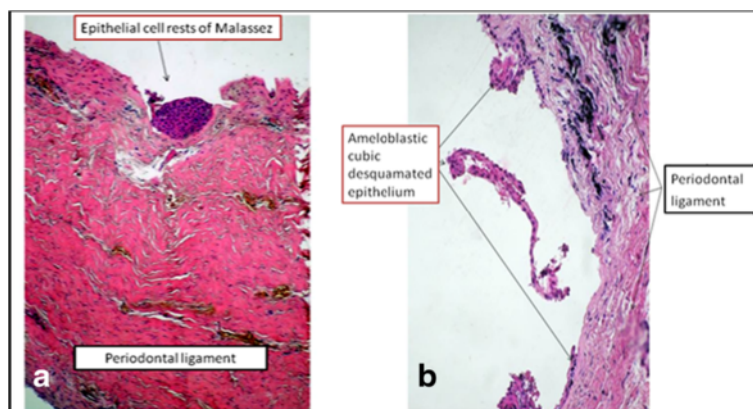 Epithelial cell rests of Malassez
Periodontal ligament
a
Ameloblastic
cubic
desquamated
epithelium
Periodontal
ligament
b